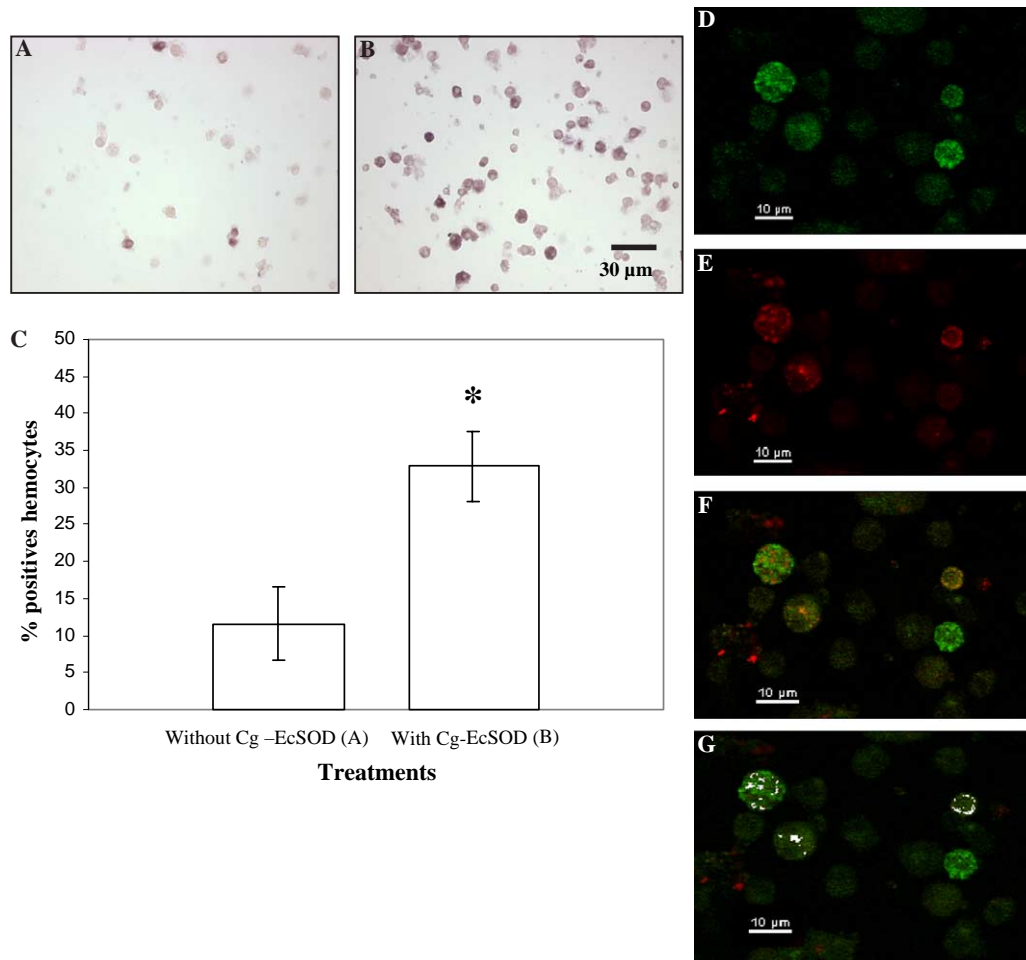 A
B
30 µm
C
50
45
40
35
30
25
20
15
10
5
0
*
% positives hemocytes
Without Cg –EcSOD (A)
With Cg-EcSOD (B)
Treatments
D
10 µm
E
10 µm
F
10 µm
G
10 µm